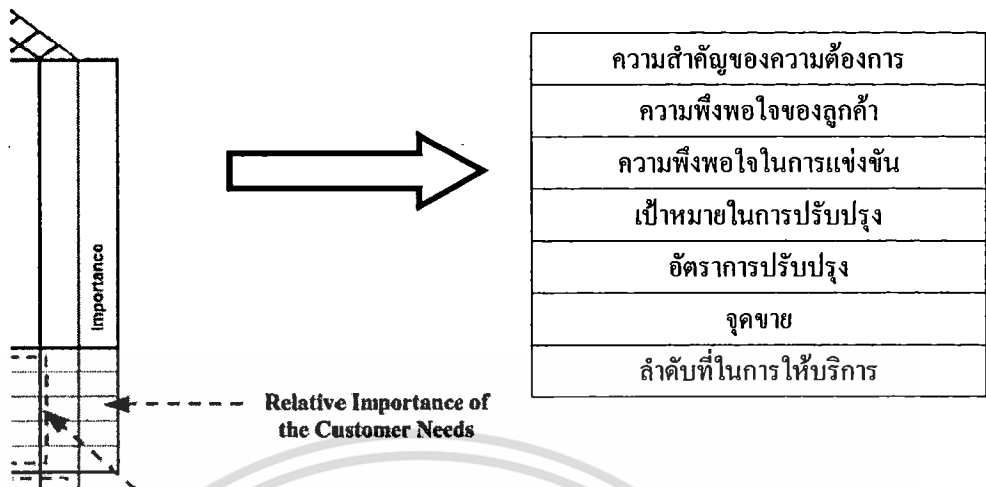 ความสำคัญของความต้องการ
ความพึงพอใจของลูกค้า
ความพึงพอใจในการแข่งขัน
เป้าหมายในการปรับปรุง
อัตราการปรับปรุง
จุดขาย
ลำดับที่ในการให้บริการ
Importance
Relative Importance of
the Customer Needs